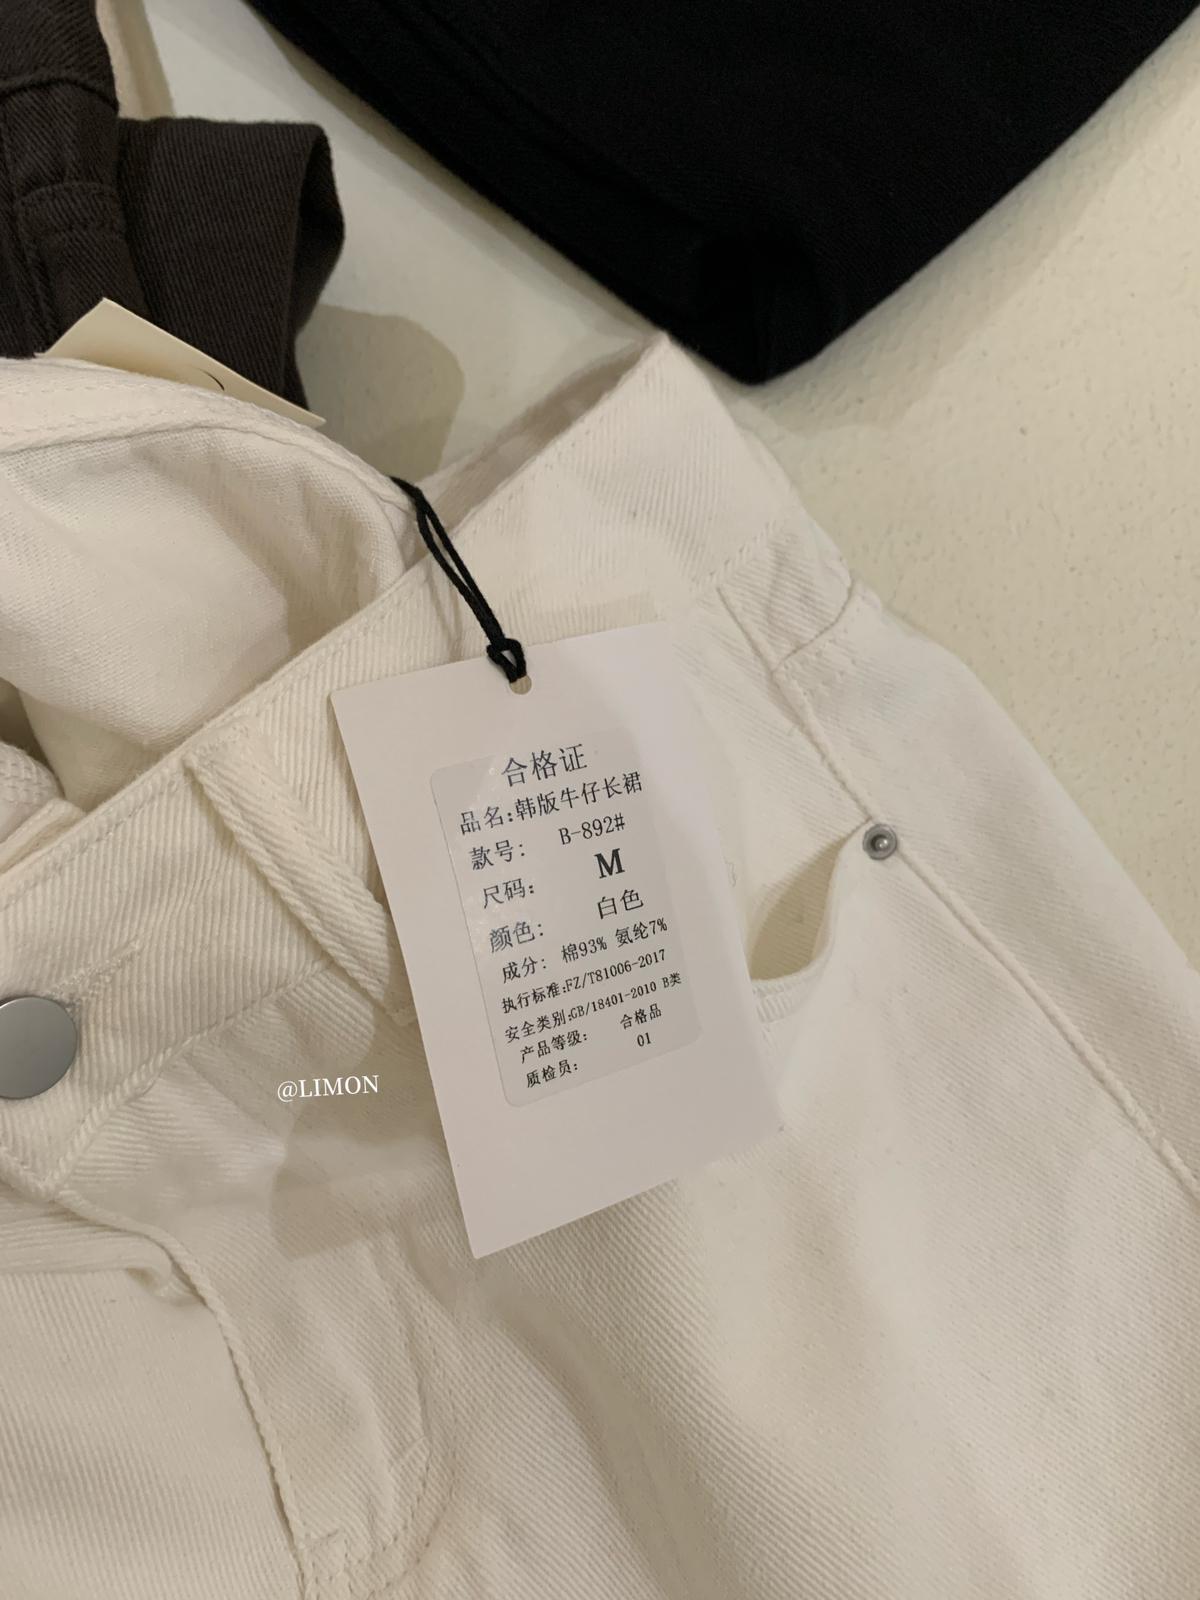 合格证
品名:韩版牛仔长裙
款号: B-892#
尺码: M
颜色: 白色
成分: 棉93% 氨纶7%
执行标准:FZ/T81006-2017
安全类别:GB/18401-2010 B类
产品等级: 合格品
质检员: 01
@LIMON